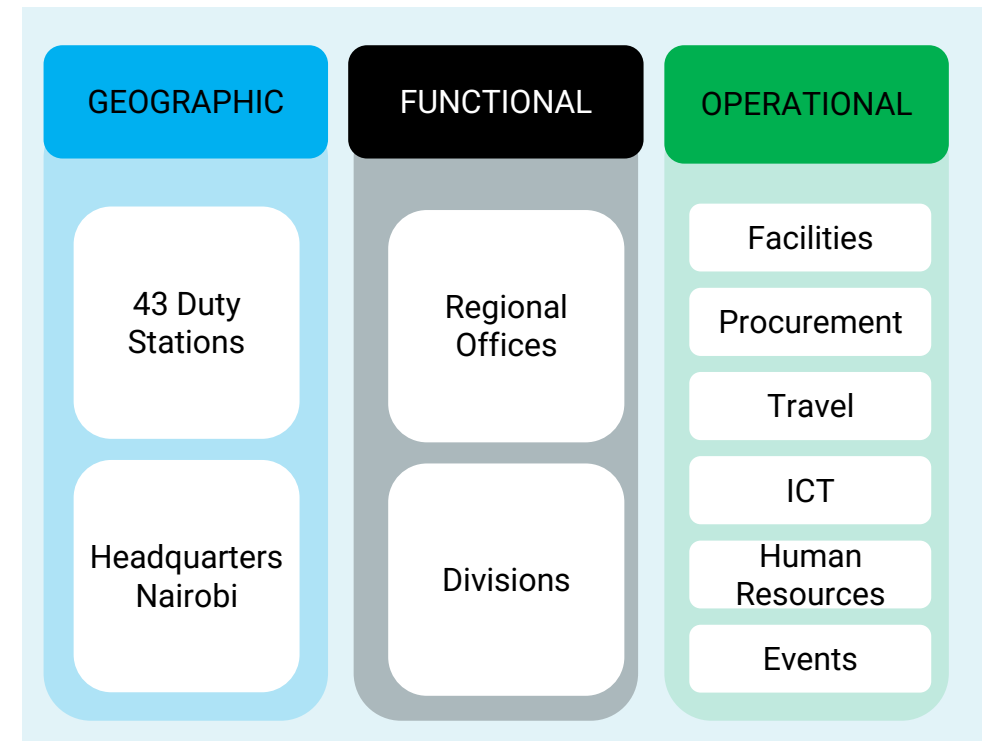 GEOGRAPHIC
43 Duty
Stations
Headquarters
Nairobi
FUNCTIONAL
Regional
Offices
Divisions
OPERATIONAL
Facilities
Procurement
Travel
ICT
Human
Resources
Events